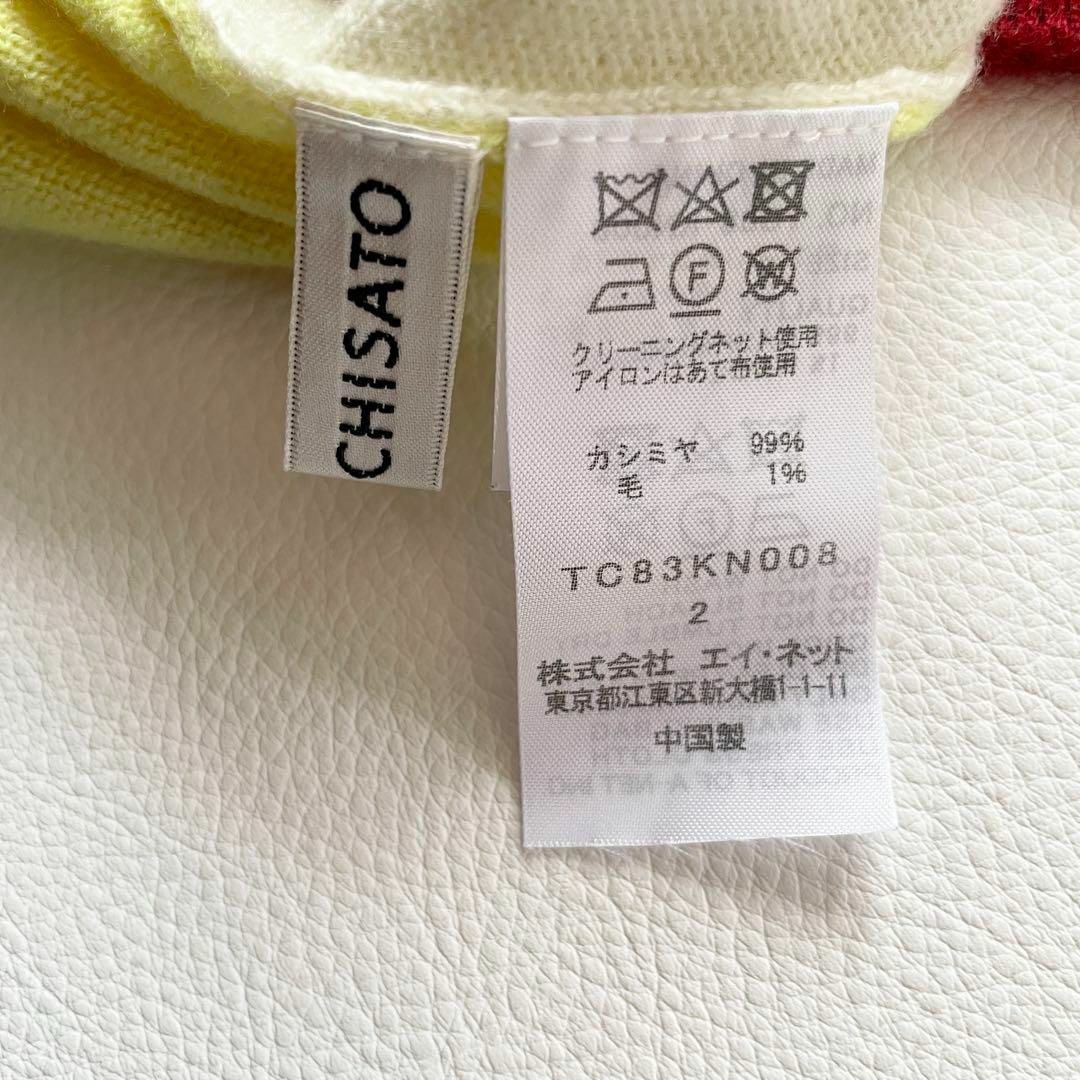 CHISATO
F
W
クリーニングネット使用
アイロンはあて布使用
カシミヤ 99%
毛 1%
TC83KN008
2
株式会社 エイ・ネット
東京都江東区新大橋1-1-11
中国製